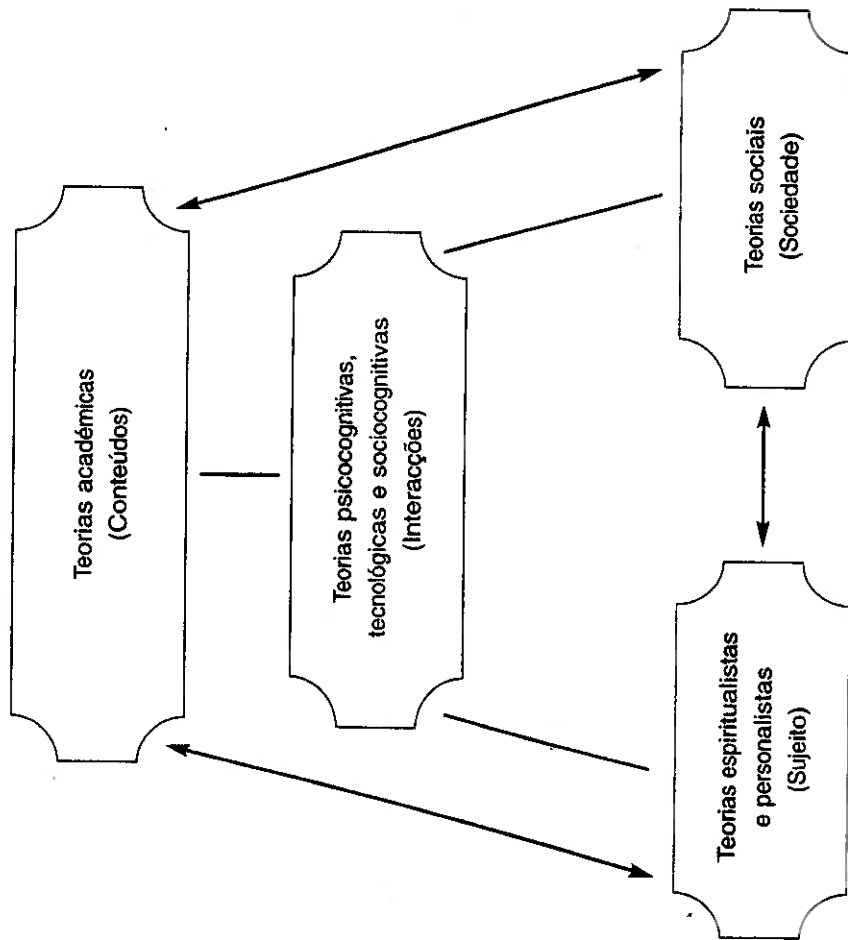 Teorias académicas
(Conteúdos)
Teorias psicocognitivas,
tecnológicas e sociocognitivas
(Interacções)
Teorias espiritualistas
e personalistas
(Sujeito)
Teorias sociais
(Sociedade)